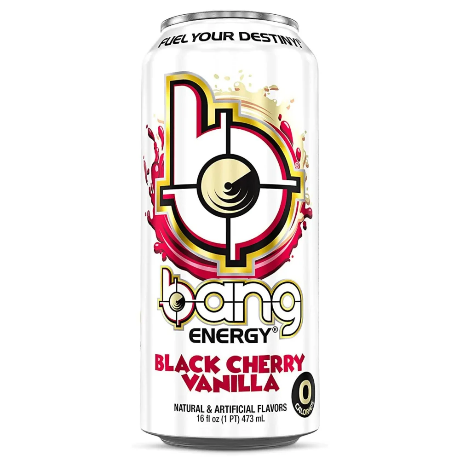 FUEL YOUR DESTINY!
b
bang
ENERGY®
BLACK CHERRY
VANILLA
0
CALORIES
NATURAL & ARTIFICIAL FLAVORS
16 fl oz (1 PT) 473 mL